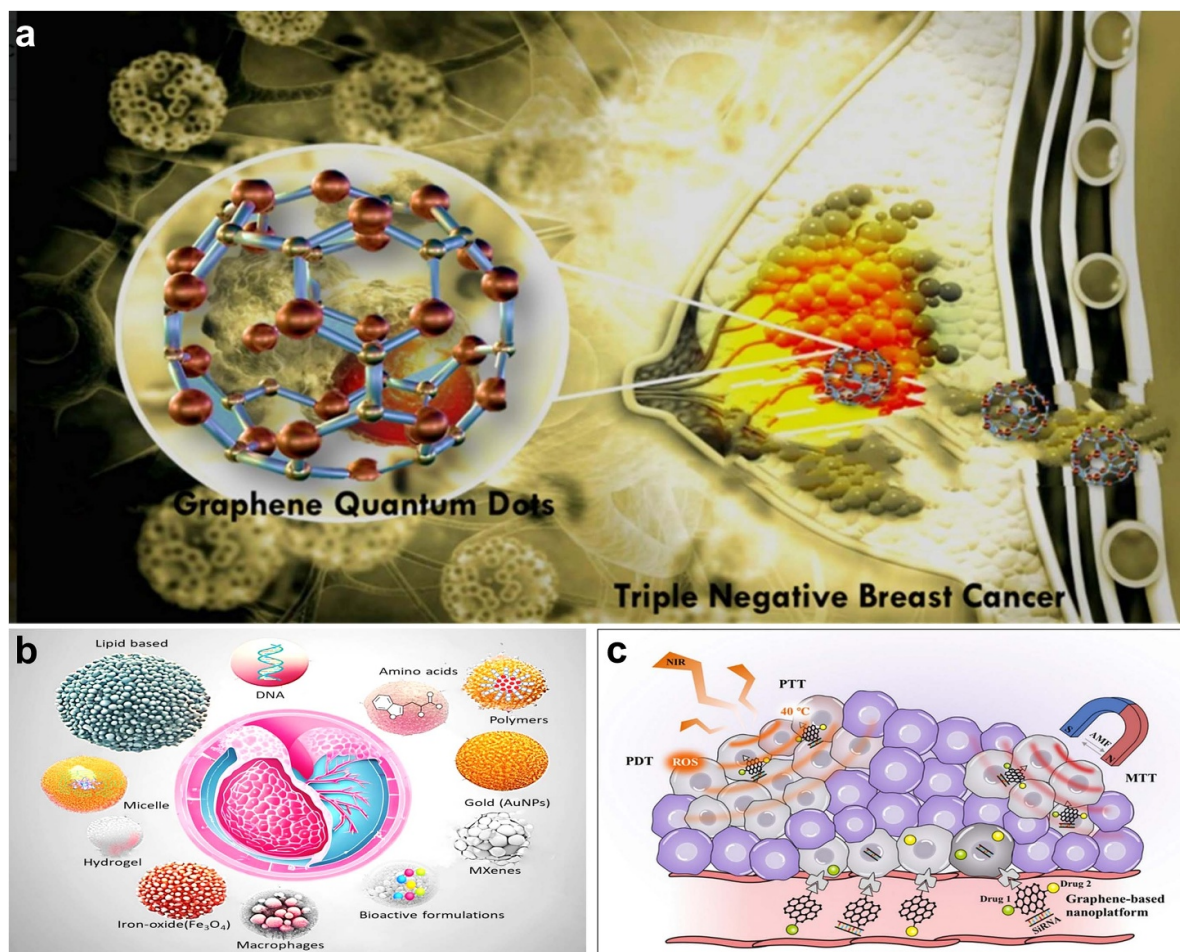 a
Graphene Quantum Dots
Triple Negative Breast Cancer
b
Lipid based
DNA
Amino acids
Polymers
Micelle
Gold (AuNPs)
Hydrogel
MXenes
Iron-oxide(Fe₃O₄)
Bioactive formulations
Macrophages
c
NIR
PTT
40 °C
PDT
ROS
S
AMF
N
MTT
Drug 1
Drug 2
Graphene-based
nanoplatform
SiRNA